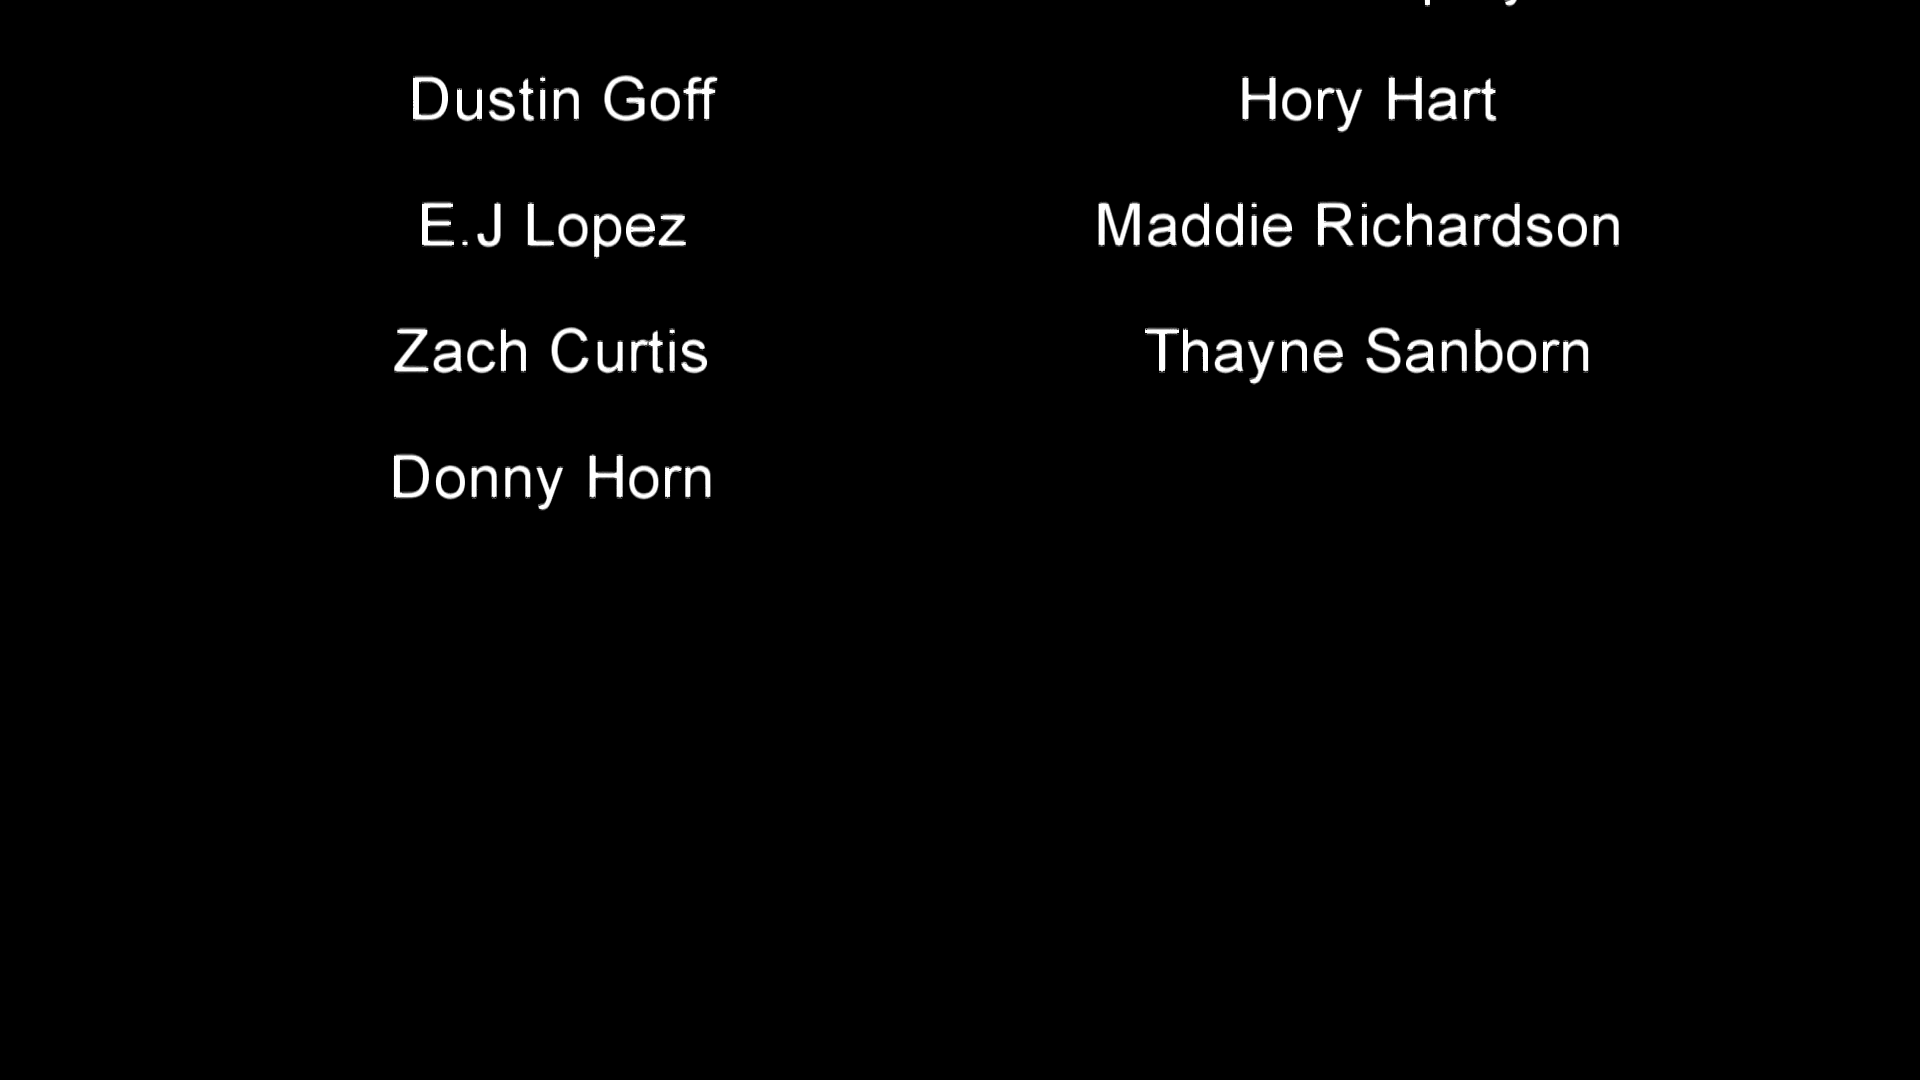 Dustin Goff
Hory Hart
E.J Lopez
Maddie Richardson
Zach Curtis
Thayne Sanborn
Donny Horn